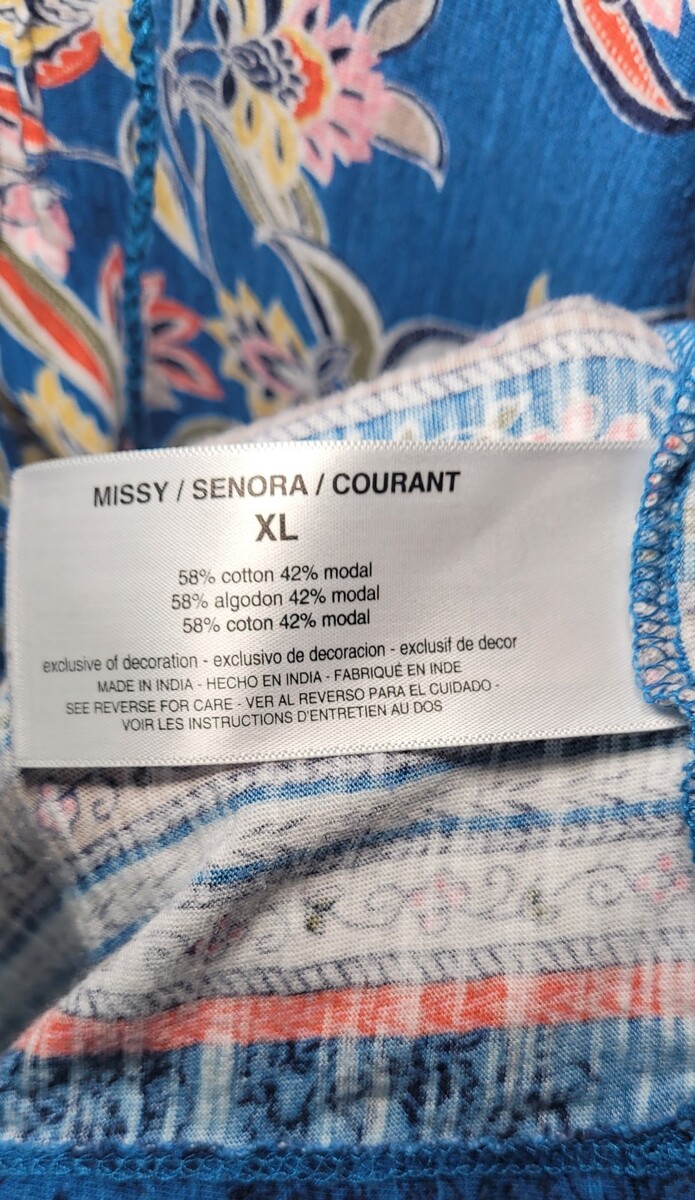 MISSY / SENORA / COURANT
XL
58% cotton 42% modal
58% algodon 42% modal
58% coton 42% modal
exclusive of decoration - exclusivo de decoracion - exclusif de decor
MADE IN INDIA - HECHO EN INDIA - FABRIQUÉ EN INDE
SEE REVERSE FOR CARE - VER AL REVERSO PARA EL CUIDADO -
VOIR LES INSTRUCTIONS D'ENTRETIEN AU DOS